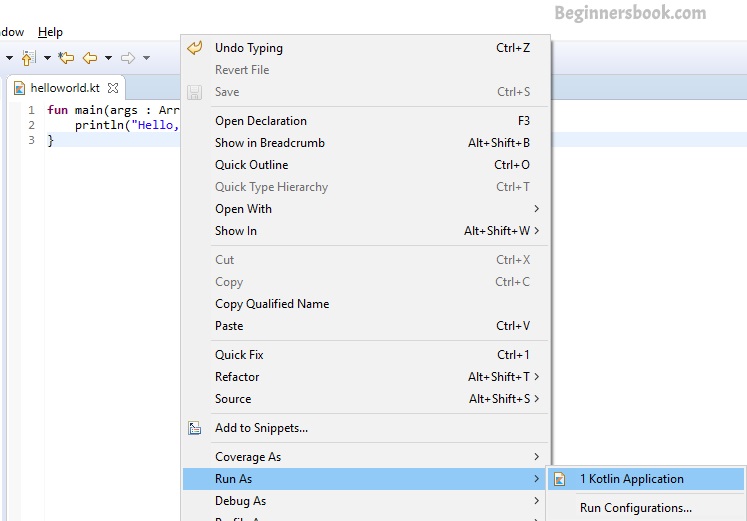 Beginnersbook.com
Help
helloworld.kt
1 fun main(args : Arr
2 println("Hello,
3 }
Undo Typing Ctrl+Z
Revert File
Save Ctrl+S
Open Declaration F3
Show in Breadcrumb Alt+Shift+B
Quick Outline Ctrl+O
Quick Type Hierarchy Ctrl+T
Open With
Show In Alt+Shift+W
Cut Ctrl+X
Copy Ctrl+C
Copy Qualified Name
Paste Ctrl+V
Quick Fix Ctrl+1
Refactor Alt+Shift+T
Source Alt+Shift+S
Add to Snippets...
Coverage As
Run As
1 Kotlin Application
Debug As
Run Configurations...